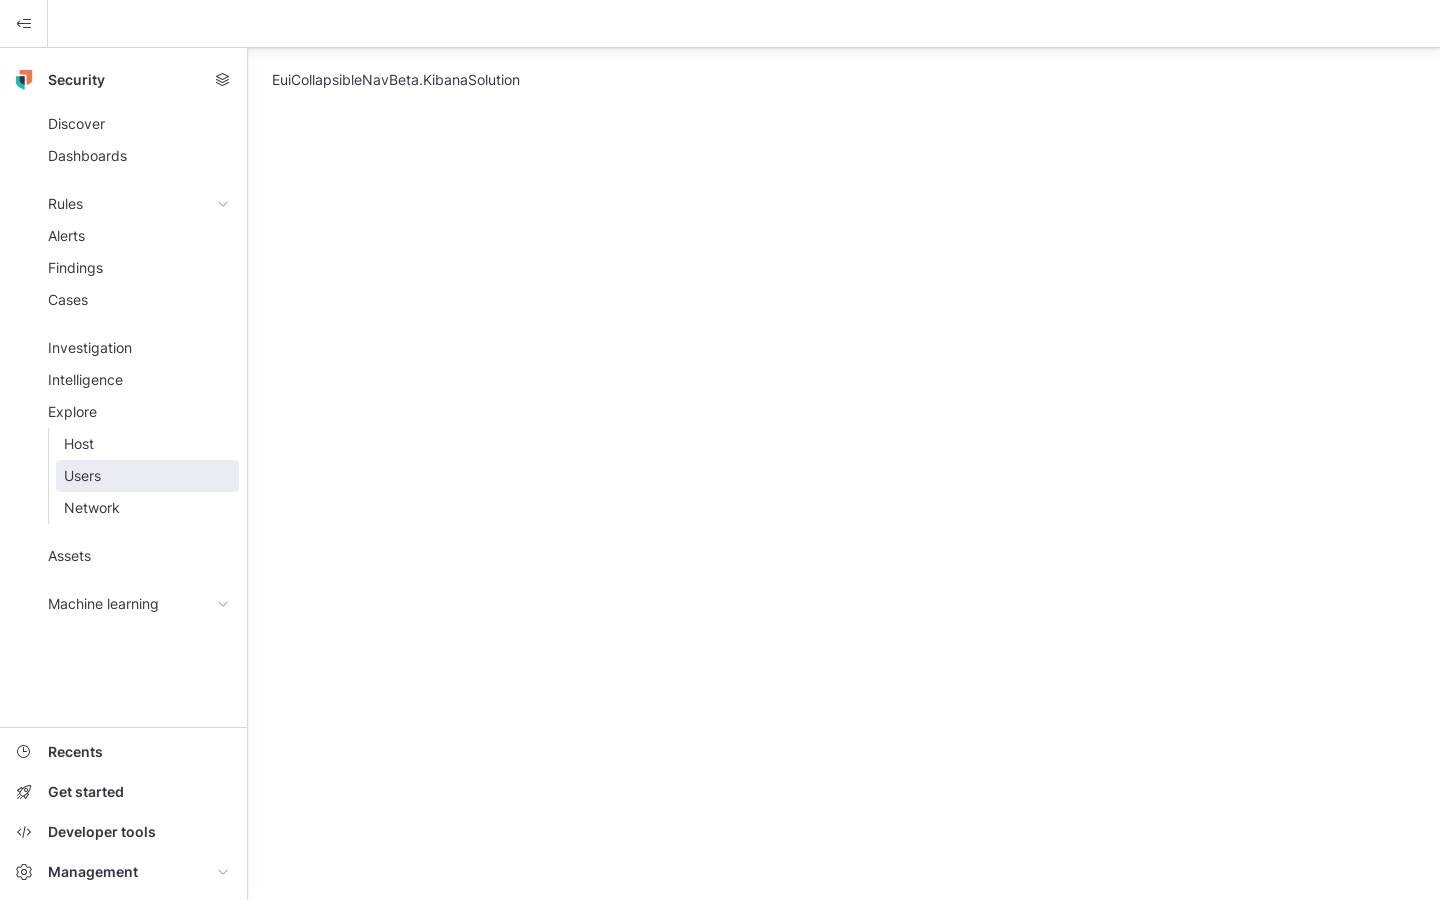 Security
EuiCollapsibleNavBeta.KibanaSolution
Discover
Dashboards
Rules
Alerts
Findings
Cases
Investigation
Intelligence
Explore
Host
Users
Network
Assets
Machine learning
Recents
Get started
Developer tools
Management